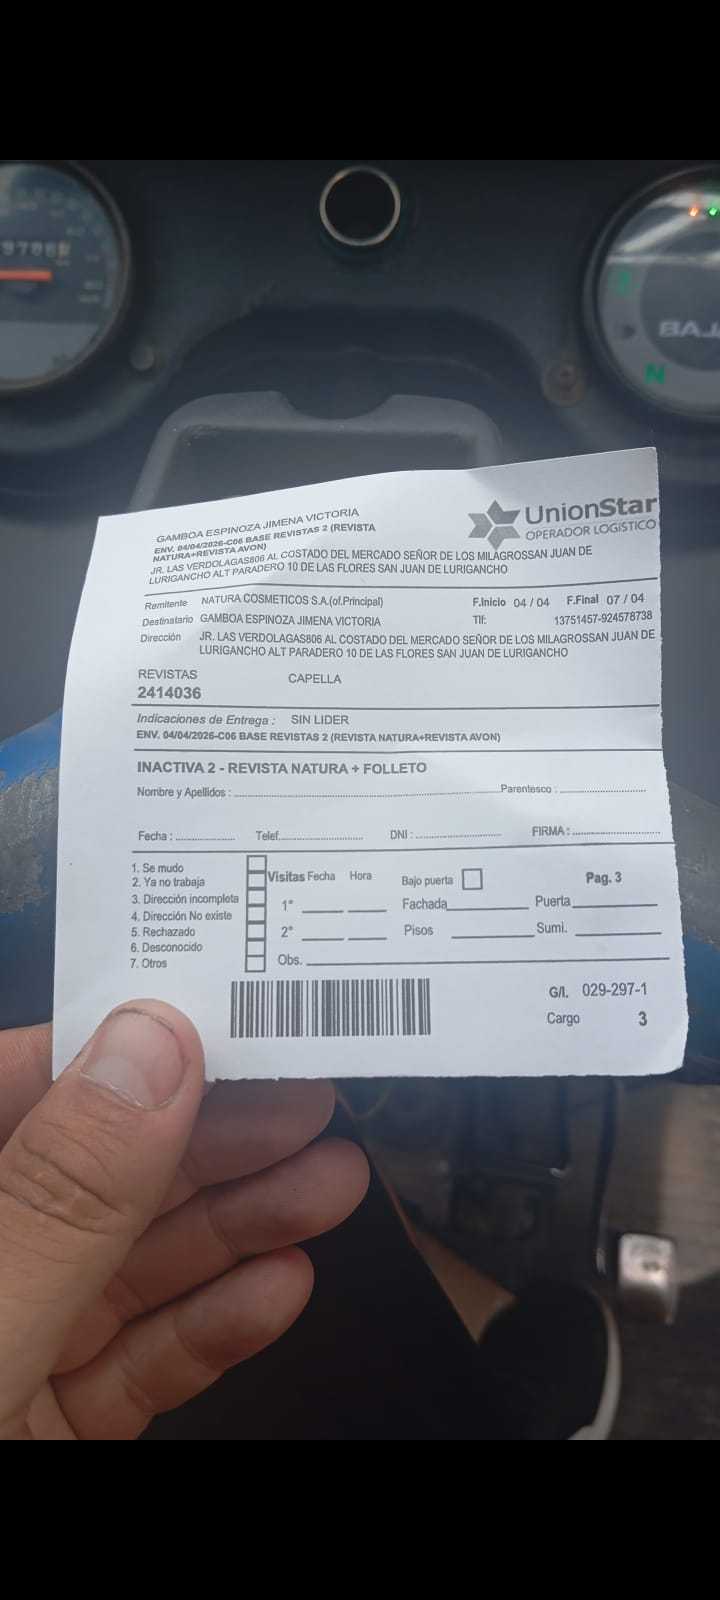 GAMBOA ESPINOZA JIMENA VICTORIA
ENV. 04/04/2026-C06 BASE REVISTAS 2 (REVISTA
NATURA+REVISTA AVON)
JR. LAS VERDOLAGAS806 AL COSTADO DEL MERCADO SEÑOR DE LOS MILAGROSSAN JUAN DE
LURIGANCHO ALT PARADERO 10 DE LAS FLORES SAN JUAN DE LURIGANCHO
UnionStar
OPERADOR LOGíSTICO
Remitente NATURA COSMETICOS S.A.(of.Principal) F.Inicio 04 / 04 F.Final 07 / 04
Destinatario GAMBOA ESPINOZA JIMENA VICTORIA Tlf: 13751457-924578738
Dirección JR. LAS VERDOLAGAS806 AL COSTADO DEL MERCADO SEÑOR DE LOS MILAGROSSAN JUAN DE
LURIGANCHO ALT PARADERO 10 DE LAS FLORES SAN JUAN DE LURIGANCHO
REVISTAS CAPELLA
2414036
Indicaciones de Entrega : SIN LIDER
ENV. 04/04/2026-C06 BASE REVISTAS 2 (REVISTA NATURA+REVISTA AVON)
INACTIVA 2 - REVISTA NATURA + FOLLETO
Nombre y Apellidos : Parentesco :
Fecha : Telef. DNI : FIRMA :
1. Se mudo
2. Ya no trabaja
3. Dirección incompleta
4. Dirección No existe
5. Rechazado
6. Desconocido
7. Otros
Visitas Fecha Hora Bajo puerta Pag. 3
1° Fachada Puerta
2° Pisos Sumi.
Obs.
G/I. 029-297-1
Cargo 3
BAJA
N